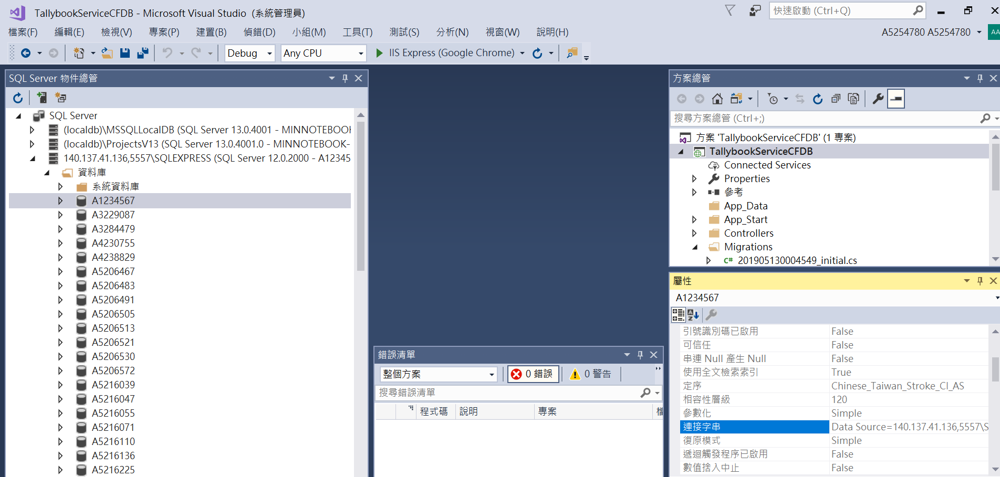 TallybookServiceCFDB - Microsoft Visual Studio (系統管理員)
快速啟動 (Ctrl+Q)
檔案(F) 編輯(E) 檢視(V) 專案(P) 建置(B) 偵錯(D) 小組(M) 工具(T) 測試(S) 分析(N) 視窗(W) 說明(H)
A5254780 A5254780
AA
Debug
Any CPU
IIS Express (Google Chrome)
SQL Server 物件總管
SQL Server
(localdb)\MSSQLLocalDB (SQL Server 13.0.4001 - MINNOTEBOOK
(localdb)\ProjectsV13 (SQL Server 13.0.4001.0 - MINNOTEBOOK-
140.137.41.136,5557\SQLEXPRESS (SQL Server 12.0.2000 - A12345
資料庫
系統資料庫
A1234567
A3229087
A3284479
A4230755
A4238829
A5206467
A5206483
A5206491
A5206505
A5206513
A5206521
A5206530
A5206572
A5216039
A5216047
A5216055
A5216071
A5216110
A5216136
A5216225
錯誤清單
整個方案
0 錯誤
0 警告
搜尋錯誤清單
程式碼 說明 專案 檔
方案總管
搜尋方案總管 (Ctrl+;)
方案 'TallybookServiceCFDB' (1 專案)
TallybookServiceCFDB
Connected Services
Properties
參考
App_Data
App_Start
Controllers
Migrations
C# 201905130004549_initial.cs
屬性
A1234567
引號識別碼已啟用 False
可信任 False
串連 Null 產生 Null False
使用全文檢索索引 True
定序 Chinese_Taiwan_Stroke_CI_AS
相容性層級 120
參數化 Simple
連接字串 Data Source=140.137.41.136,5557\S
復原模式 Simple
遞迴觸發程序已啟用 False
數值捨入中止 False